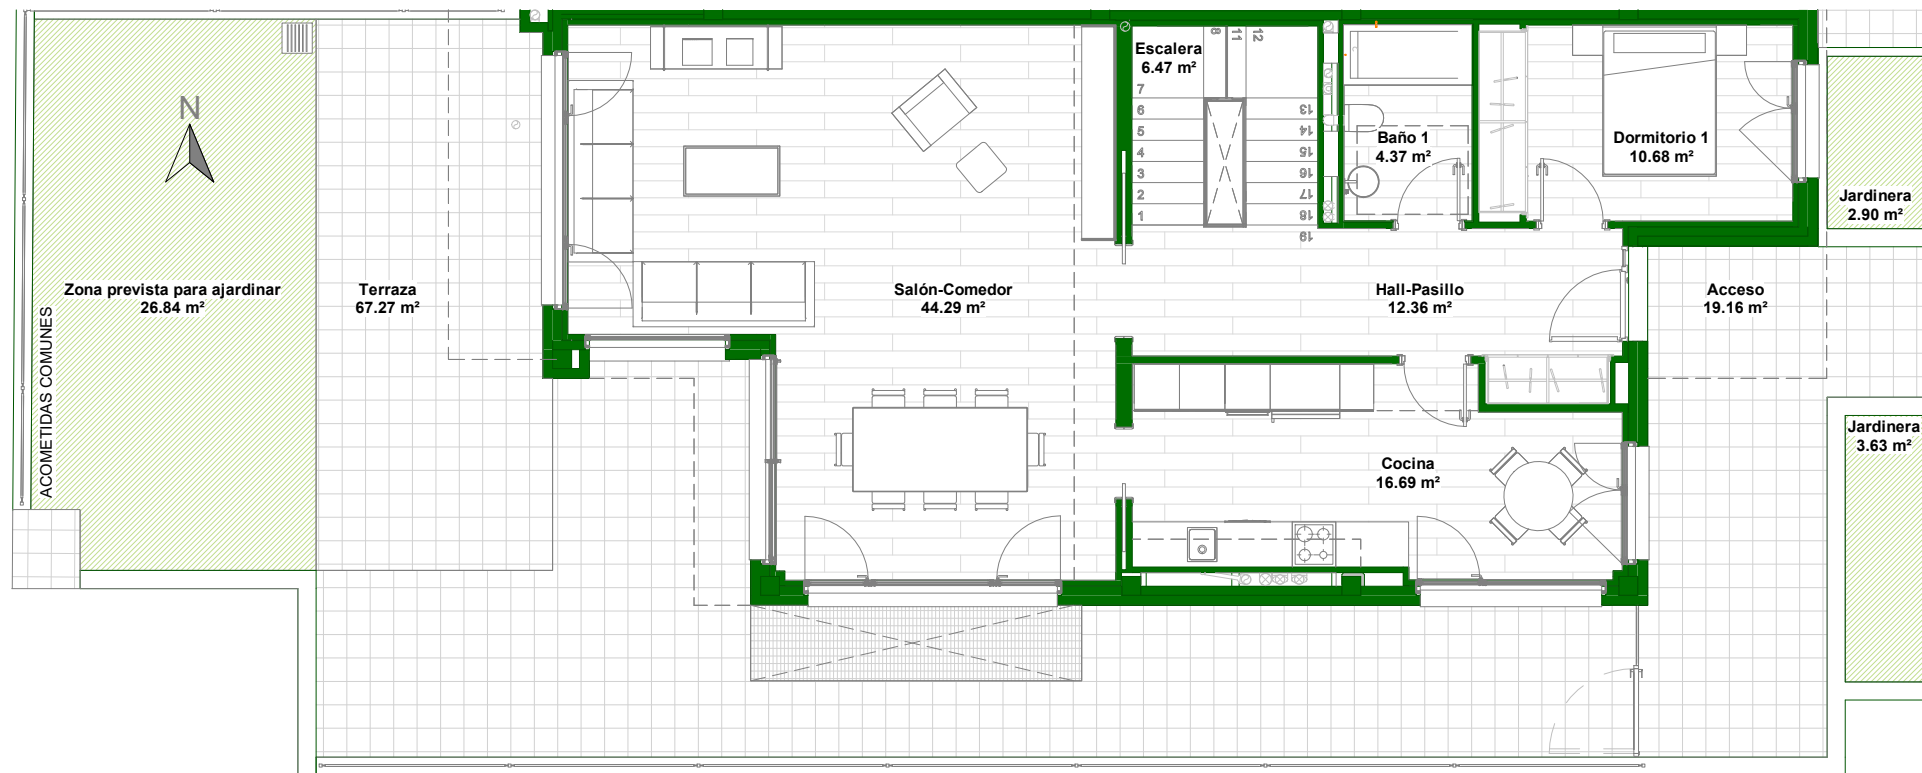 N
Zona prevista para ajardinar
26.84 m²
ACOMETIDAS COMUNES
Terraza
67.27 m²
Salón-Comedor
44.29 m²
Escalera
6.47 m²
7
6
5
4
3
2
1
8
11
12
13
14
15
16
17
18
19
Baño 1
4.37 m²
Dormitorio 1
10.68 m²
Jardinera
2.90 m²
Hall-Pasillo
12.36 m²
Acceso
19.16 m²
Cocina
16.69 m²
Jardinera
3.63 m²